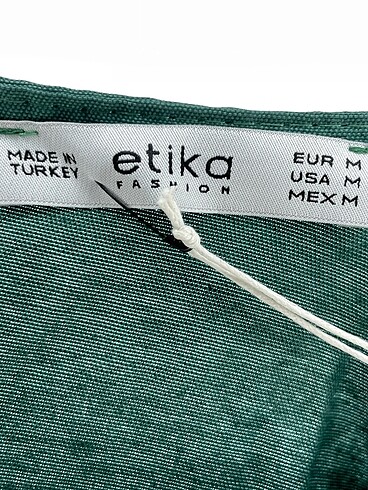 MADE IN
TURKEY
etika
FASHION
EUR M
USA M
MEX M